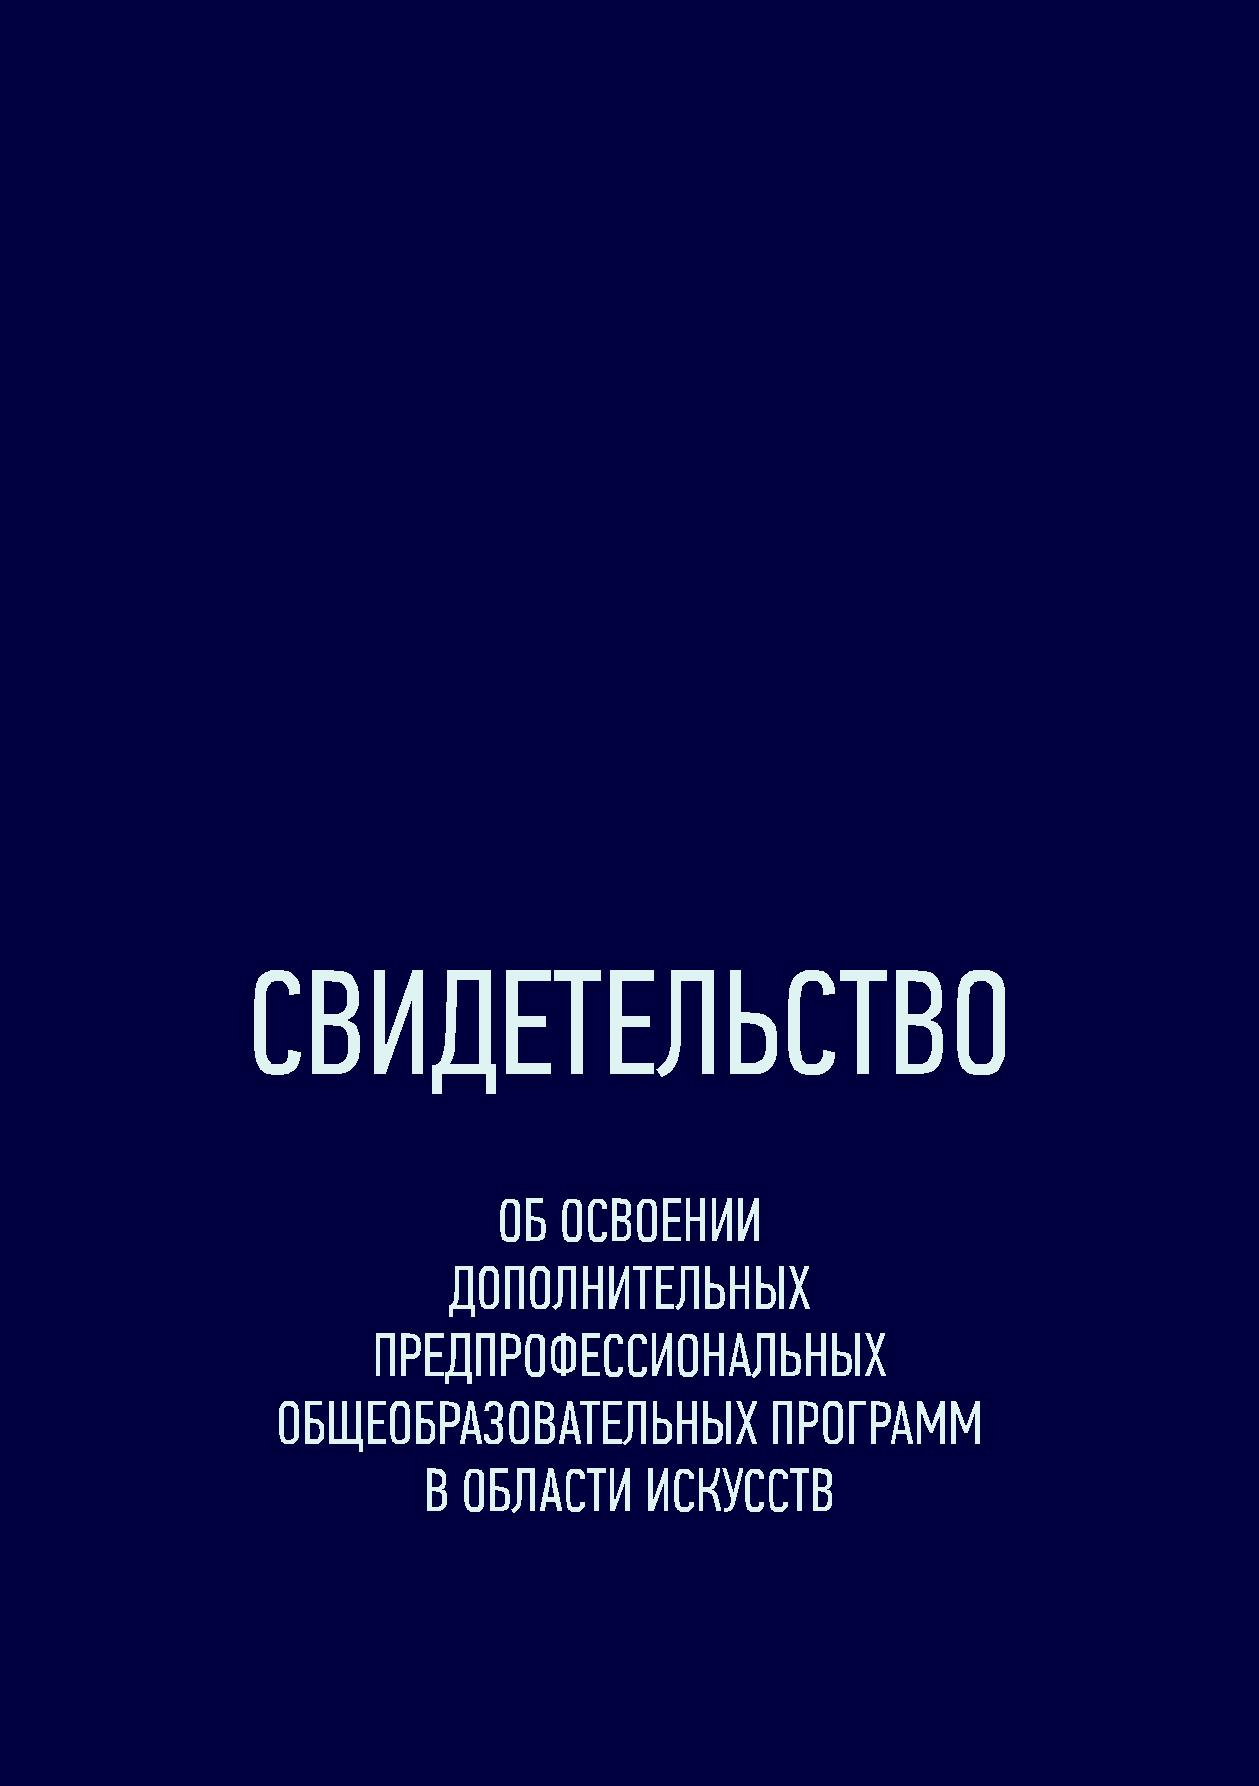 СВИДЕТЕЛЬСТВО
ОБ ОСВОЕНИИ
ДОПОЛНИТЕЛЬНЫХ
ПРЕДПРОФЕССИОНАЛЬНЫХ
ОБЩЕОБРАЗОВАТЕЛЬНЫХ ПРОГРАММ
В ОБЛАСТИ ИСКУССТВ